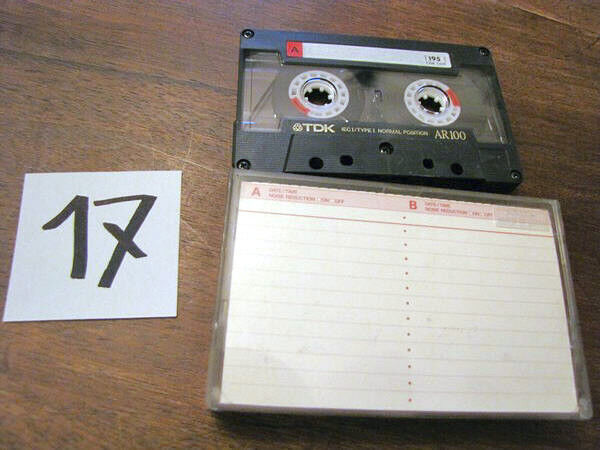 17
A
195
TDK IEC I/TYPE I NORMAL POSITION AR100
A DATE/TIME
NOISE REDUCTION ON OFF
B DATE/TIME
NOISE REDUCTION ON OFF